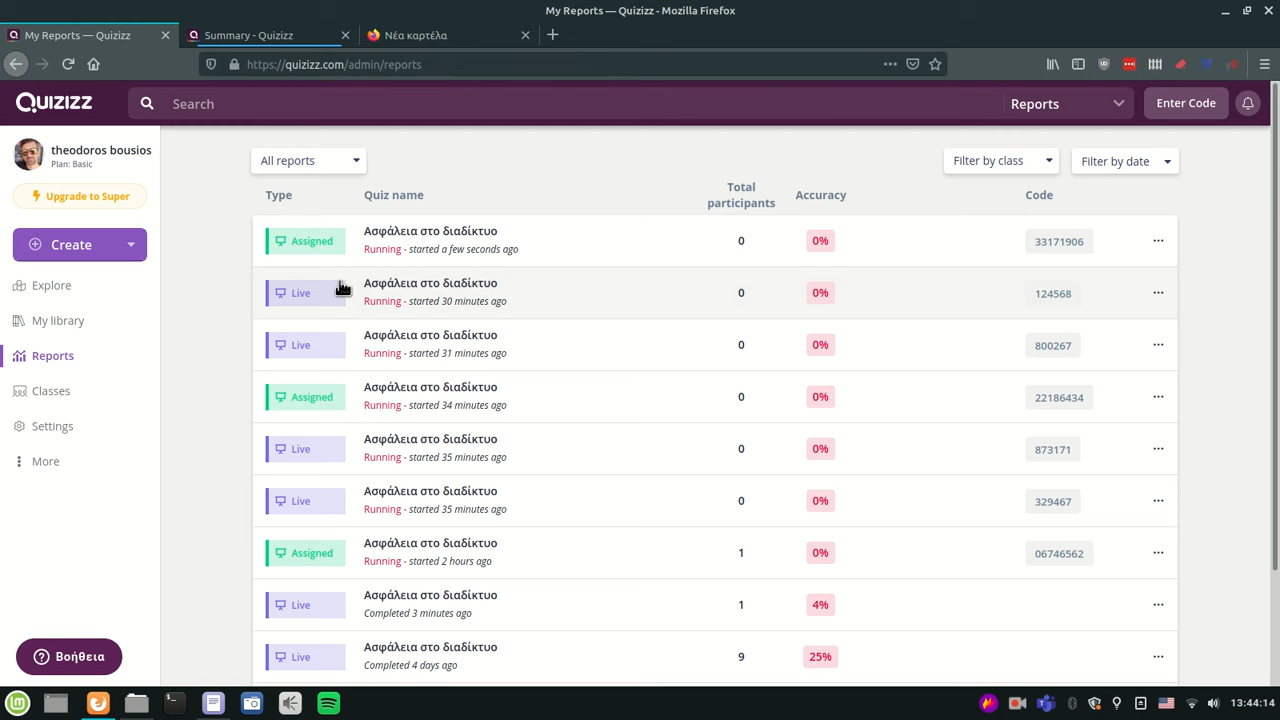 My Reports — Quizizz - Mozilla Firefox
My Reports — Quizizz
Summary - Quizizz
Νέα καρτέλα
https://quizizz.com/admin/reports
QUIZIZZ
Search
Reports
Enter Code
theodoros bousios
Plan: Basic
Upgrade to Super
Create
Explore
My library
Reports
Classes
Settings
More
Βοήθεια
All reports
Filter by class
Filter by date
Type
Quiz name
Total participants
Accuracy
Code
Assigned
Ασφάλεια στο διαδίκτυο
Running - started a few seconds ago
0
0%
33171906
Live
Ασφάλεια στο διαδίκτυο
Running - started 30 minutes ago
0
0%
124568
Live
Ασφάλεια στο διαδίκτυο
Running - started 31 minutes ago
0
0%
800267
Assigned
Ασφάλεια στο διαδίκτυο
Running - started 34 minutes ago
0
0%
22186434
Live
Ασφάλεια στο διαδίκτυο
Running - started 35 minutes ago
0
0%
873171
Live
Ασφάλεια στο διαδίκτυο
Running - started 35 minutes ago
0
0%
329467
Assigned
Ασφάλεια στο διαδίκτυο
Running - started 2 hours ago
1
0%
06746562
Live
Ασφάλεια στο διαδίκτυο
Completed 3 minutes ago
1
4%
Live
Ασφάλεια στο διαδίκτυο
Completed 4 days ago
9
25%
13:44:14